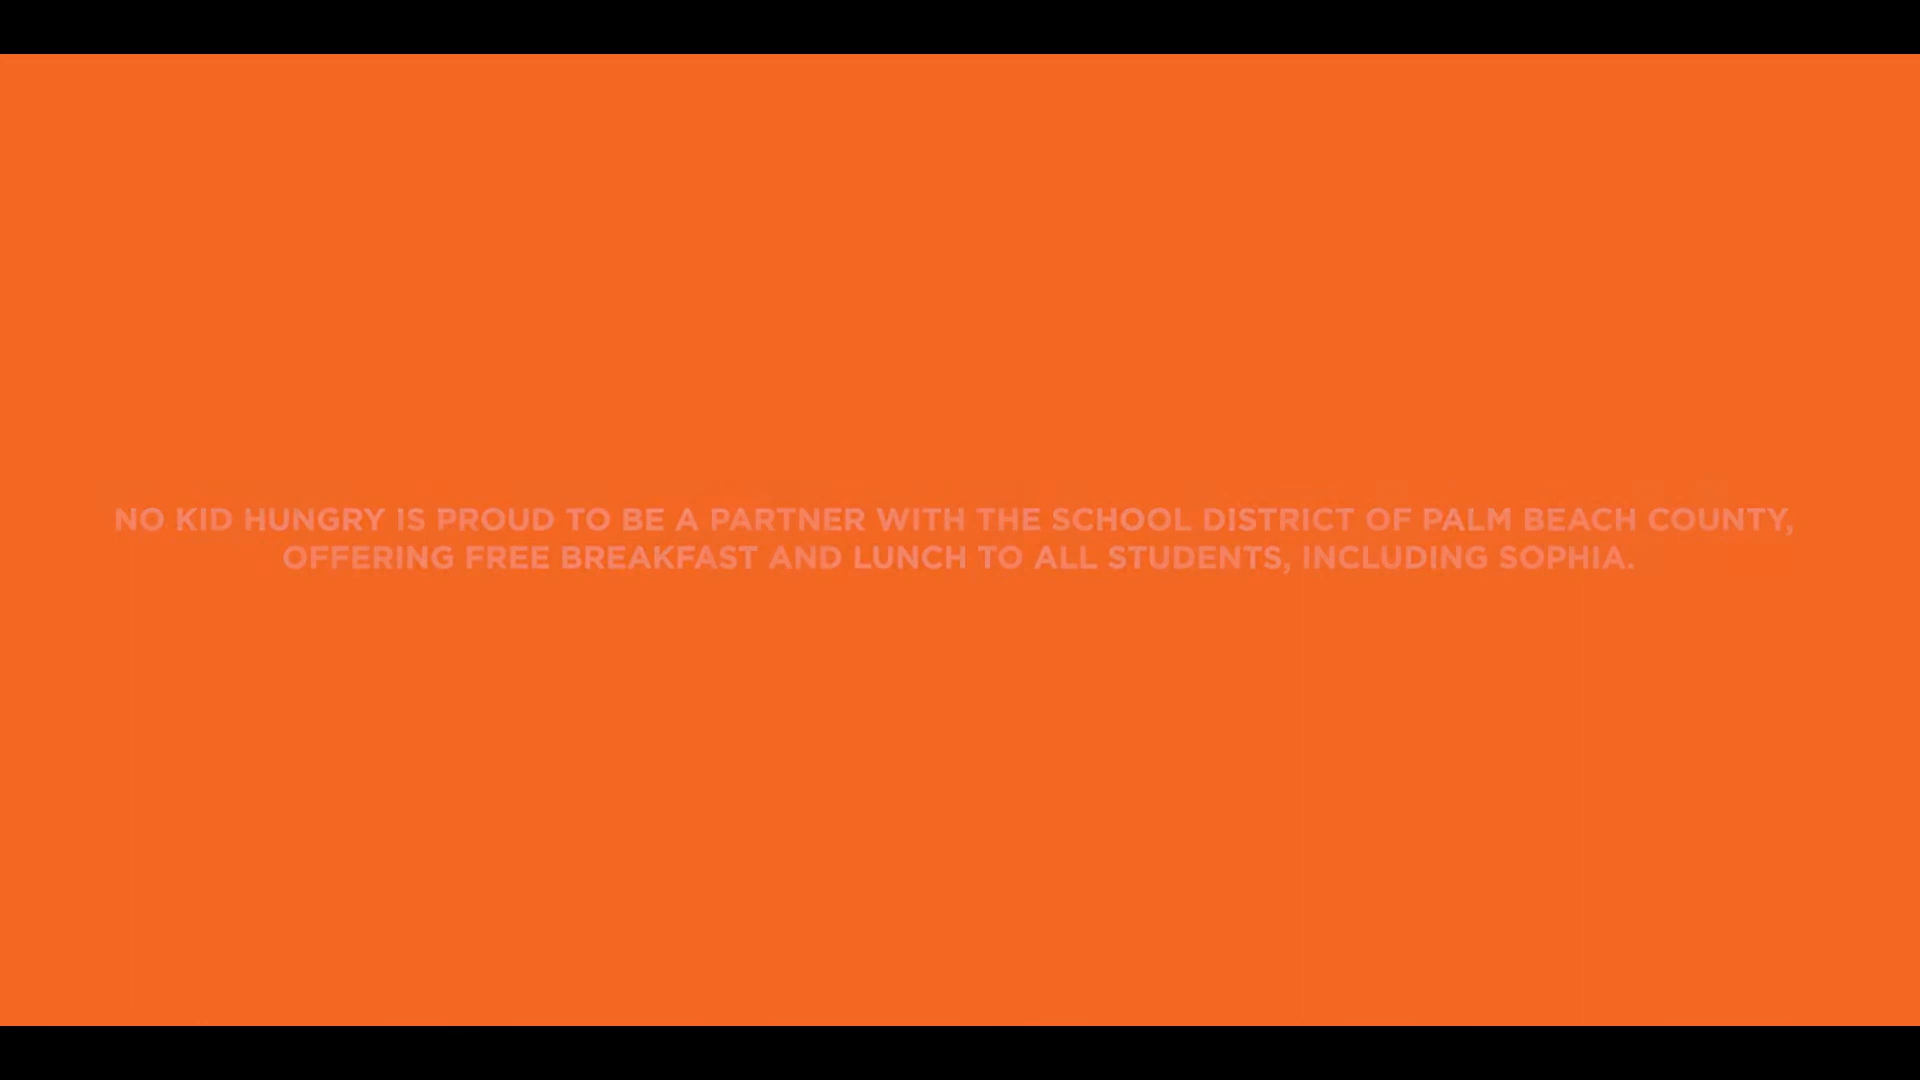 NO KID HUNGRY IS PROUD TO BE A PARTNER WITH THE SCHOOL DISTRICT OF PALM BEACH COUNTY,
OFFERING FREE BREAKFAST AND LUNCH TO ALL STUDENTS, INCLUDING SOPHIA.